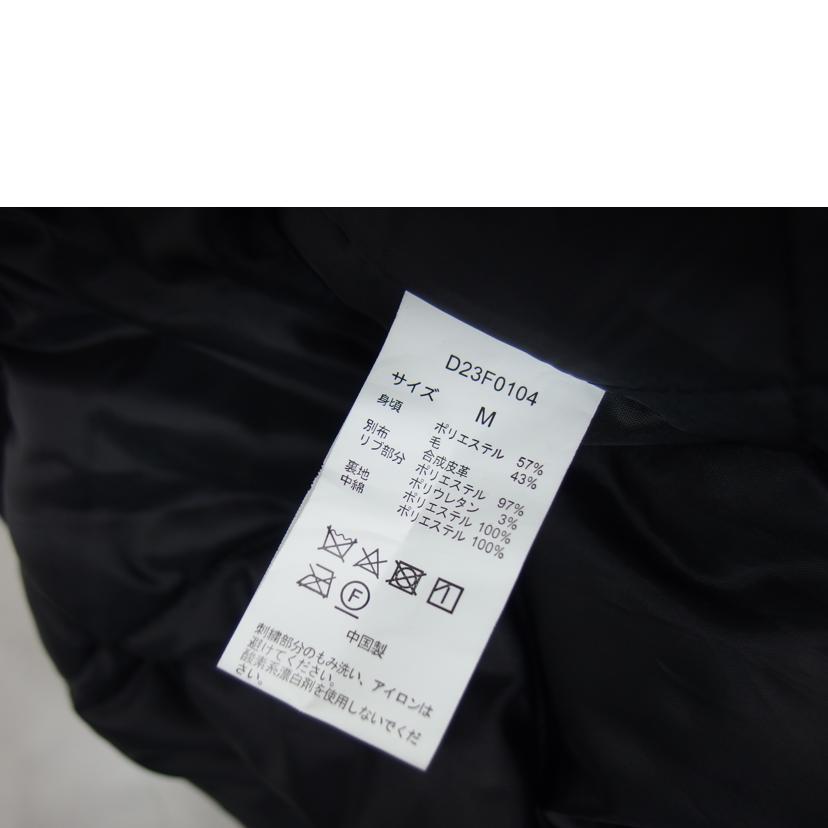 D23F0104
サイズ M
身頃 ポリエステル 57%
毛 43%
別布 合成皮革
リブ部分 ポリエステル 97%
ポリウレタン 3%
裏地 ポリエステル 100%
中綿 ポリエステル 100%
F
中国製
刺繍部分のもみ洗い、アイロンは
避けてください。
酸素系漂白剤を使用しないでくだ
さい。